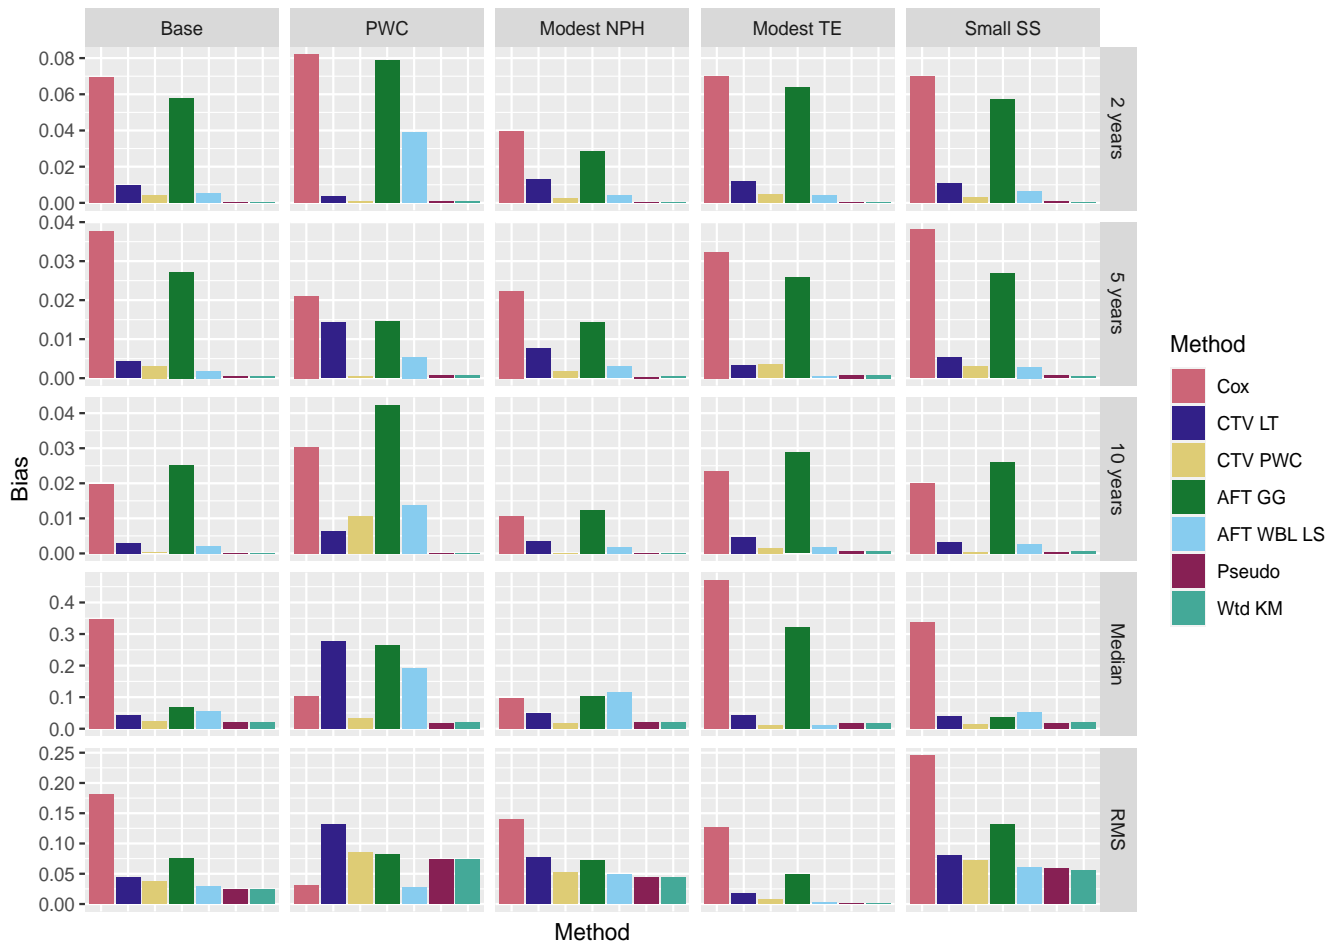 Base PWC Modest NPH Modest TE Small SS
0.08
0.06
0.04
0.02
0.00
2 years
0.04
0.03
0.02
0.01
0.00
5 years
0.04
0.03
0.02
0.01
0.00
10 years
0.4
0.3
0.2
0.1
0.0
Median
0.25
0.20
0.15
0.10
0.05
0.00
RMS
Bias
Method
Method
Cox
CTV LT
CTV PWC
AFT GG
AFT WBL LS
Pseudo
Wtd KM